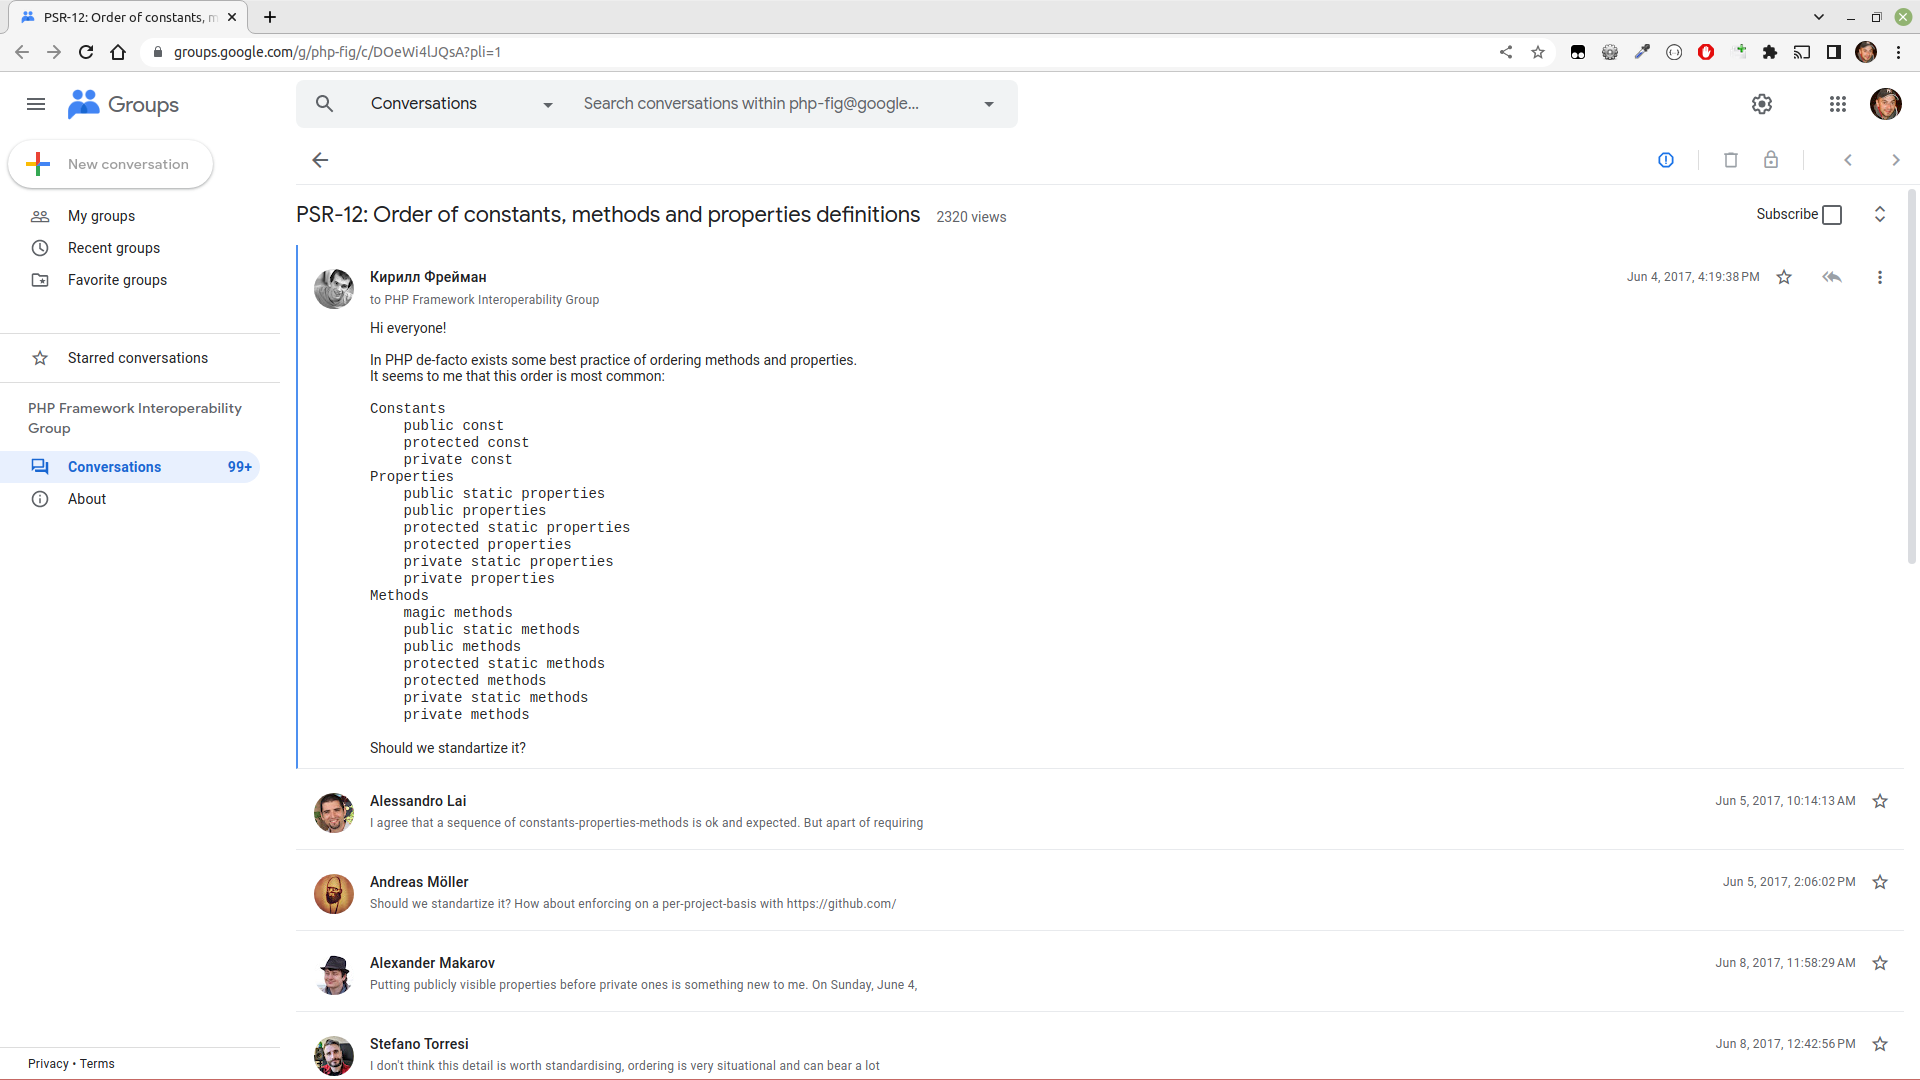 PSR-12: Order of constants, m
groups.google.com/g/php-fig/c/DOeWi4lJQsA?pli=1
Groups
Conversations
Search conversations within php-fig@google...
New conversation
My groups
Recent groups
Favorite groups
Starred conversations
PHP Framework Interoperability
Group
Conversations 99+
About
Privacy • Terms
PSR-12: Order of constants, methods and properties definitions 2320 views
Subscribe
Кирилл Фрейман
Jun 4, 2017, 4:19:38 PM
to PHP Framework Interoperability Group
Hi everyone!
In PHP de-facto exists some best practice of ordering methods and properties.
It seems to me that this order is most common:
Constants
public const
protected const
private const
Properties
public static properties
public properties
protected static properties
protected properties
private static properties
private properties
Methods
magic methods
public static methods
public methods
protected static methods
protected methods
private static methods
private methods
Should we standartize it?
Alessandro Lai
Jun 5, 2017, 10:14:13 AM
I agree that a sequence of constants-properties-methods is ok and expected. But apart of requiring
Andreas Möller
Jun 5, 2017, 2:06:02 PM
Should we standartize it? How about enforcing on a per-project-basis with https://github.com/
Alexander Makarov
Jun 8, 2017, 11:58:29 AM
Putting publicly visible properties before private ones is something new to me. On Sunday, June 4,
Stefano Torresi
Jun 8, 2017, 12:42:56 PM
I don't think this detail is worth standardising, ordering is very situational and can bear a lot